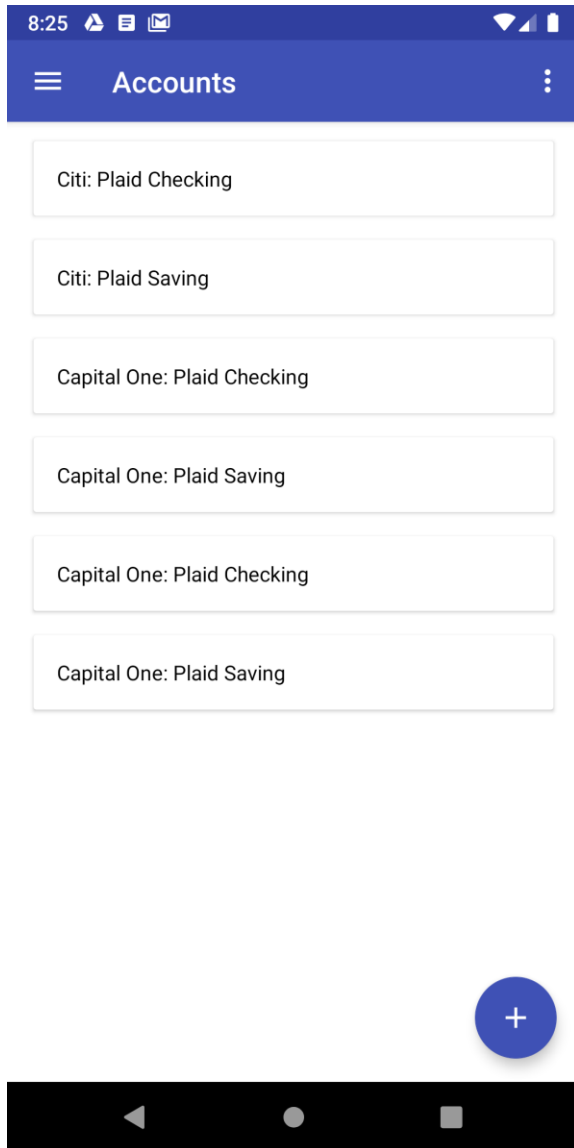 8:25
Accounts
Citi: Plaid Checking
Citi: Plaid Saving
Capital One: Plaid Checking
Capital One: Plaid Saving
Capital One: Plaid Checking
Capital One: Plaid Saving